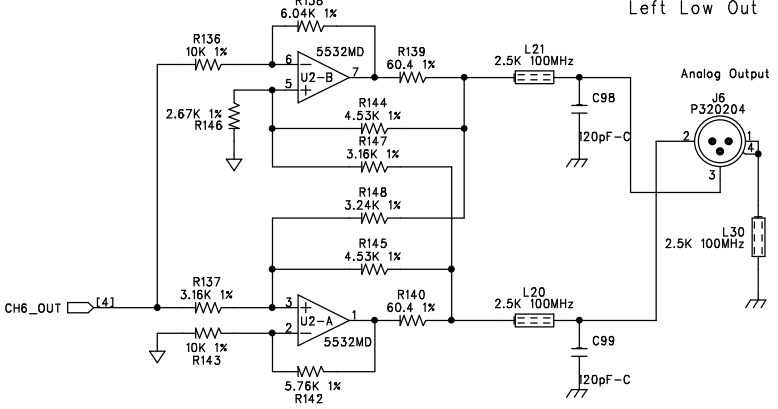 R138
6.04K 1%
Left Low Out
R136
10K 1%
5532MD
U2-B
6
5
7
R139
60.4 1%
L21
2.5K 100MHz
Analog Output
J6
P320204
2.67K 1%
R146
R144
4.53K 1%
R147
3.16K 1%
C98
120pF-C
2
1
4
3
R148
3.24K 1%
R145
4.53K 1%
L30
2.5K 100MHz
CH6_OUT
[4]
R137
3.16K 1%
3
2
1
U2-A
5532MD
R140
60.4 1%
L20
2.5K 100MHz
10K 1%
R143
5.76K 1%
R142
C99
120pF-C